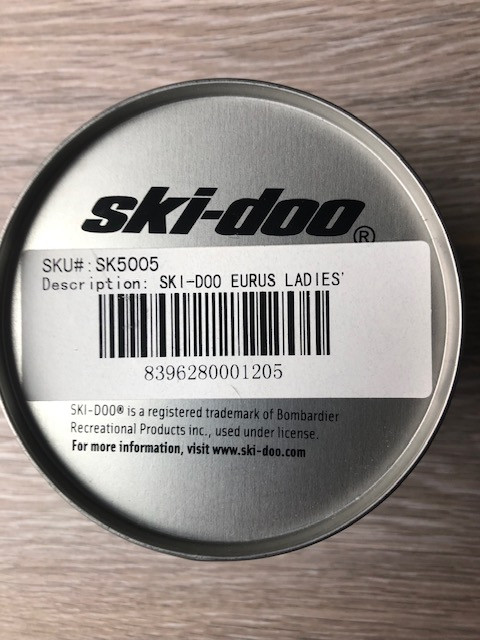 ski-doo®
SKU#:SK5005
Description: SKI-DOO EURUS LADIES'
8396280001205
SKI-DOO® is a registered trademark of Bombardier
Recreational Products inc., used under license.
For more information, visit www.ski-doo.com